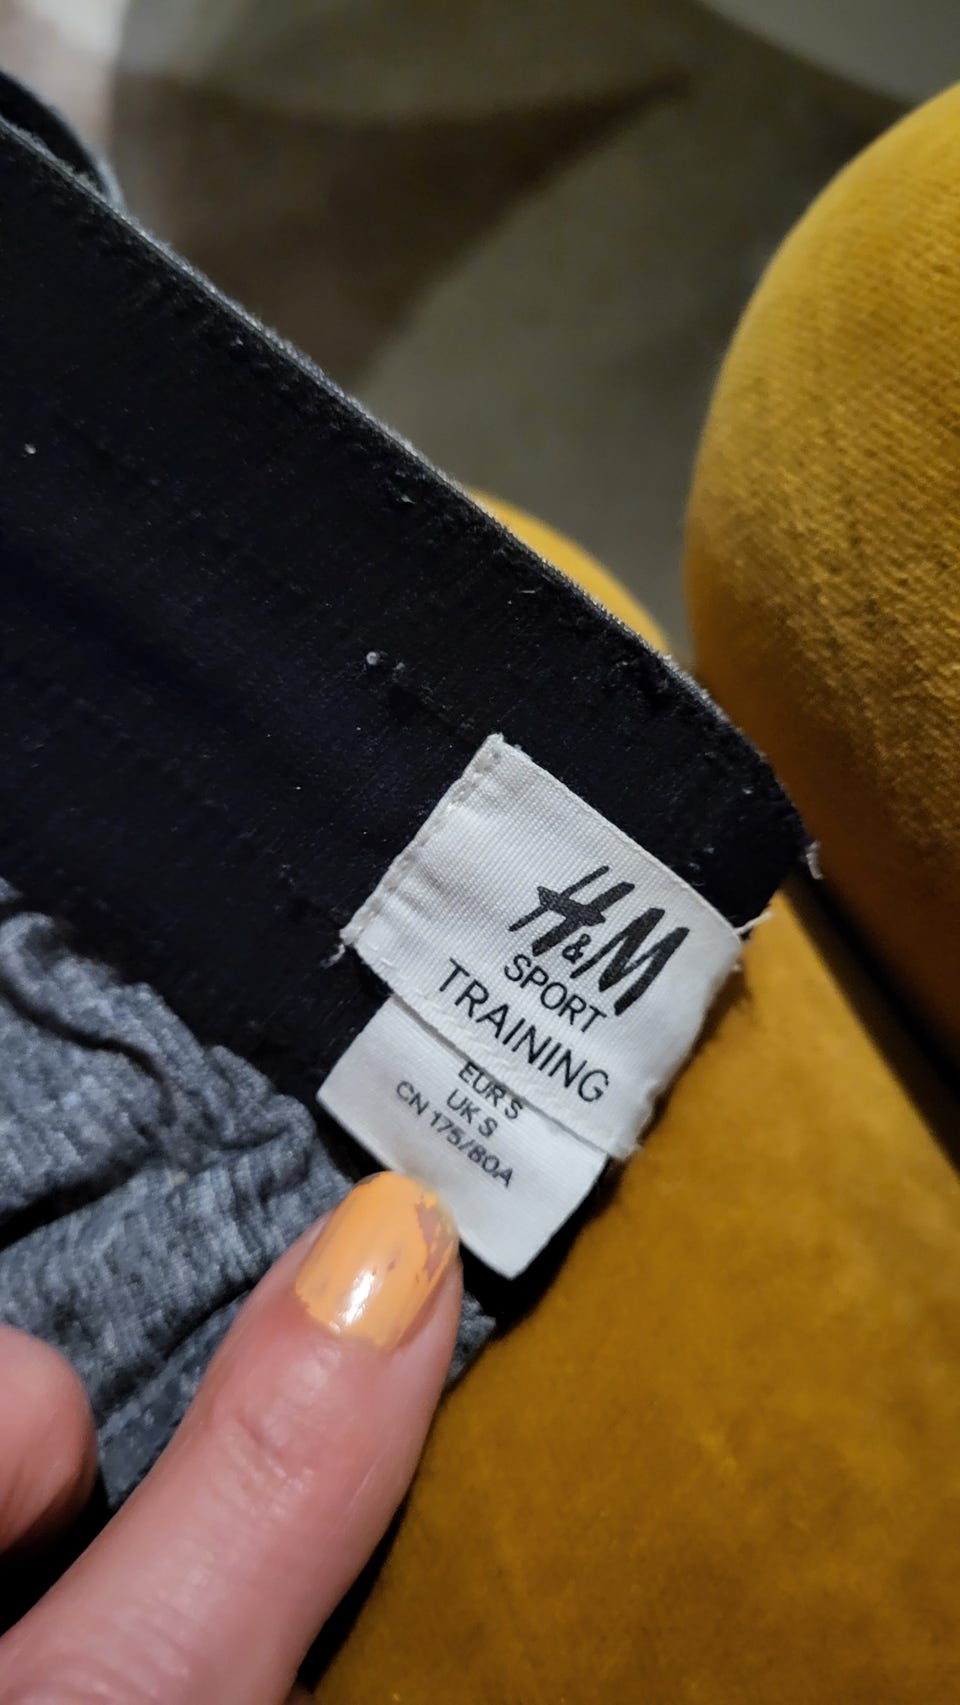 H&M
SPORT
TRAINING
EUR S
UK S
CN 175/80A